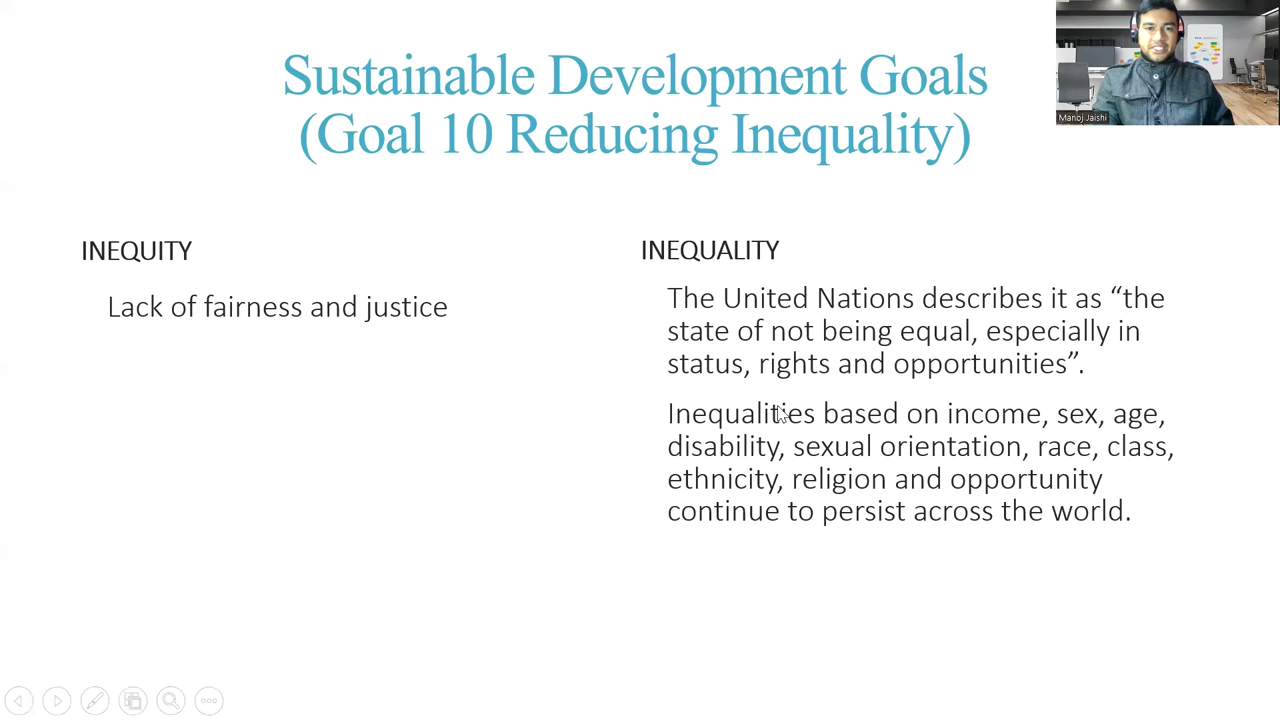 Sustainable Development Goals
(Goal 10 Reducing Inequality)
Manoj Jaishi
INEQUITY
Lack of fairness and justice
INEQUALITY
The United Nations describes it as “the
state of not being equal, especially in
status, rights and opportunities”.
Inequalities based on income, sex, age,
disability, sexual orientation, race, class,
ethnicity, religion and opportunity
continue to persist across the world.